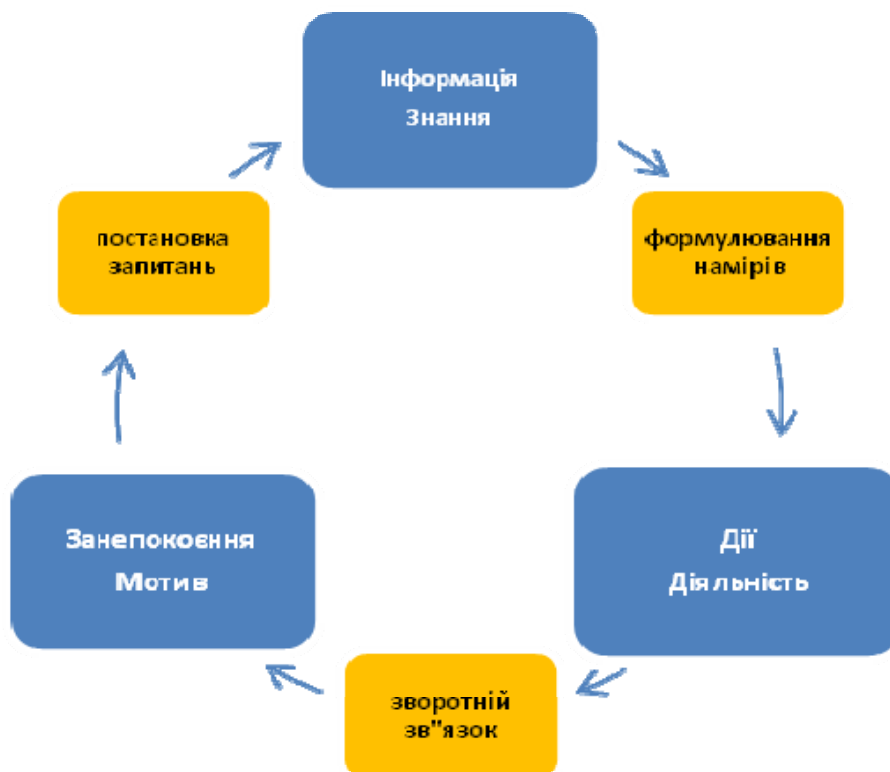 Інформація
Знання
постановка
запитань
формулювання
намірів
Занепокоєння
Мотив
Дії
Діяльність
зворотній
зв"язок